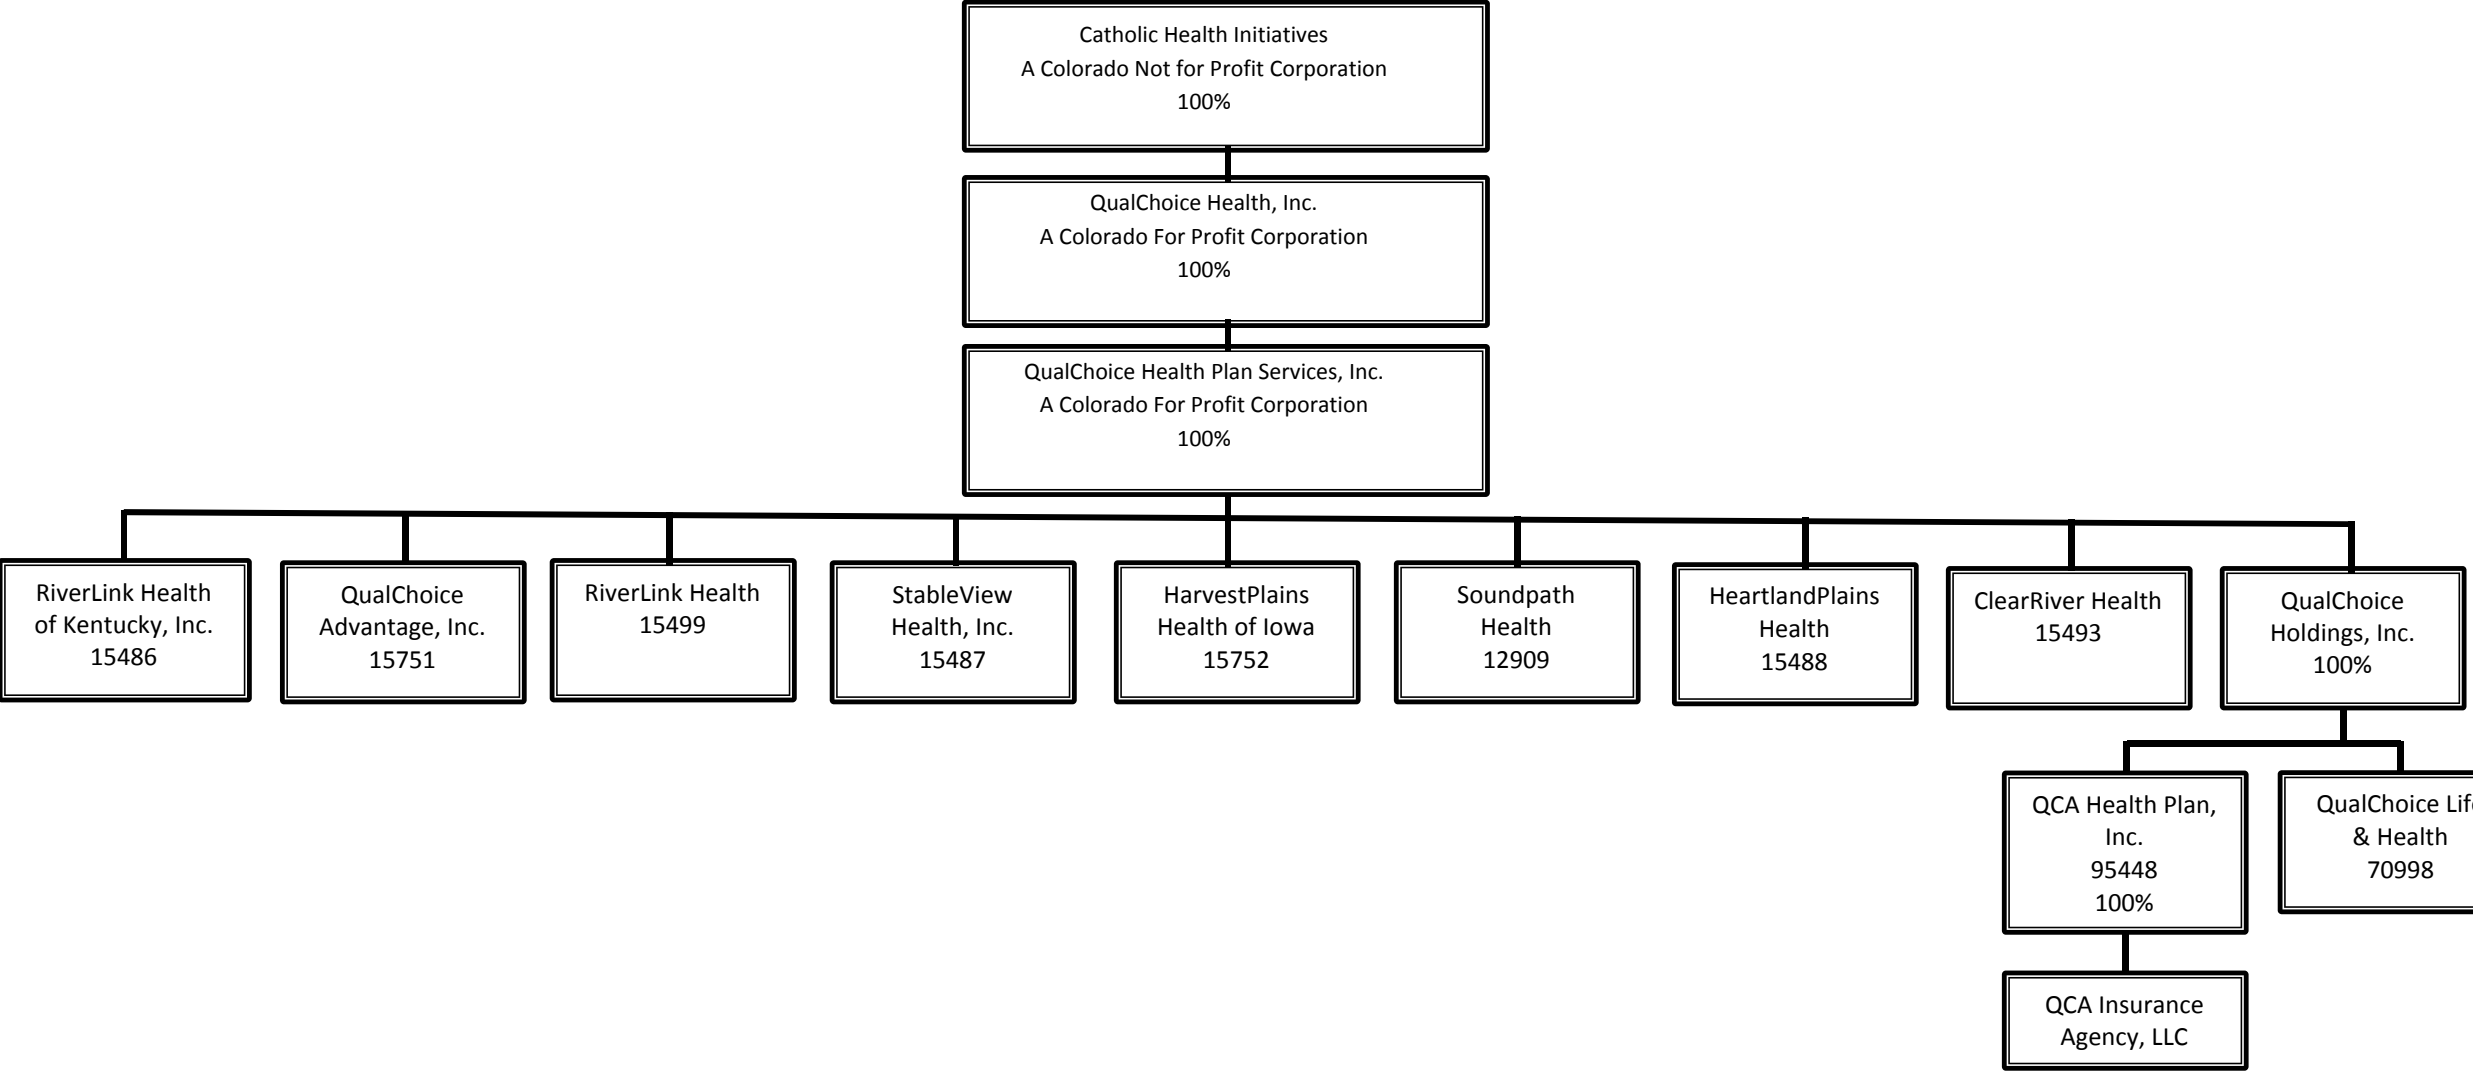 Catholic Health Initiatives
A Colorado Not for Profit Corporation
100%
QualChoice Health, Inc.
A Colorado For Profit Corporation
100%
QualChoice Health Plan Services, Inc.
A Colorado For Profit Corporation
100%
RiverLink Health
of Kentucky, Inc.
15486
QualChoice
Advantage, Inc.
15751
RiverLink Health
15499
StableView
Health, Inc.
15487
HarvestPlains
Health of Iowa
15752
Soundpath
Health
12909
HeartlandPlains
Health
15488
ClearRiver Health
15493
QualChoice
Holdings, Inc.
100%
QCA Health Plan,
Inc.
95448
100%
QualChoice
& Health
70998
QCA Insurance
Agency, LLC